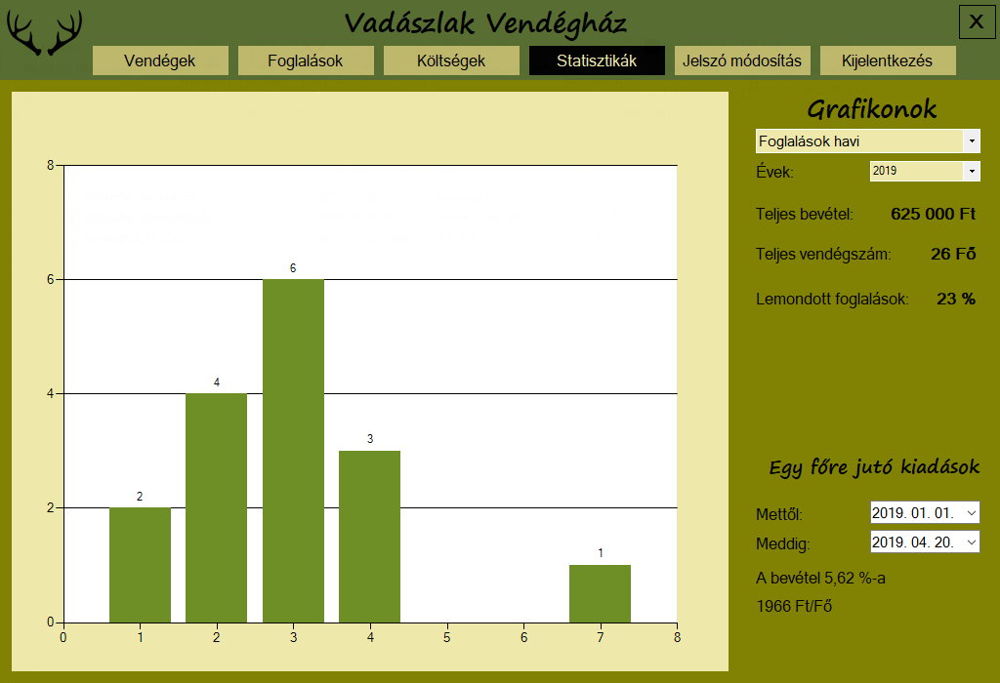 Vadászlak Vendégház
X
Vendégek Foglalások Költségek Statisztikák Jelszó módosítás Kijelentkezés
Grafikonok
Foglalások havi
Évek: 2019
Teljes bevétel: 625 000 Ft
Teljes vendégszám: 26 Fő
Lemondott foglalások: 23 %
8
6
4
2
0
2
4
6
3
1
0 1 2 3 4 5 6 7 8
Egy főre jutó kiadások
Mettől: 2019. 01. 01.
Meddig: 2019. 04. 20.
A bevétel 5,62 %-a
1966 Ft/Fő